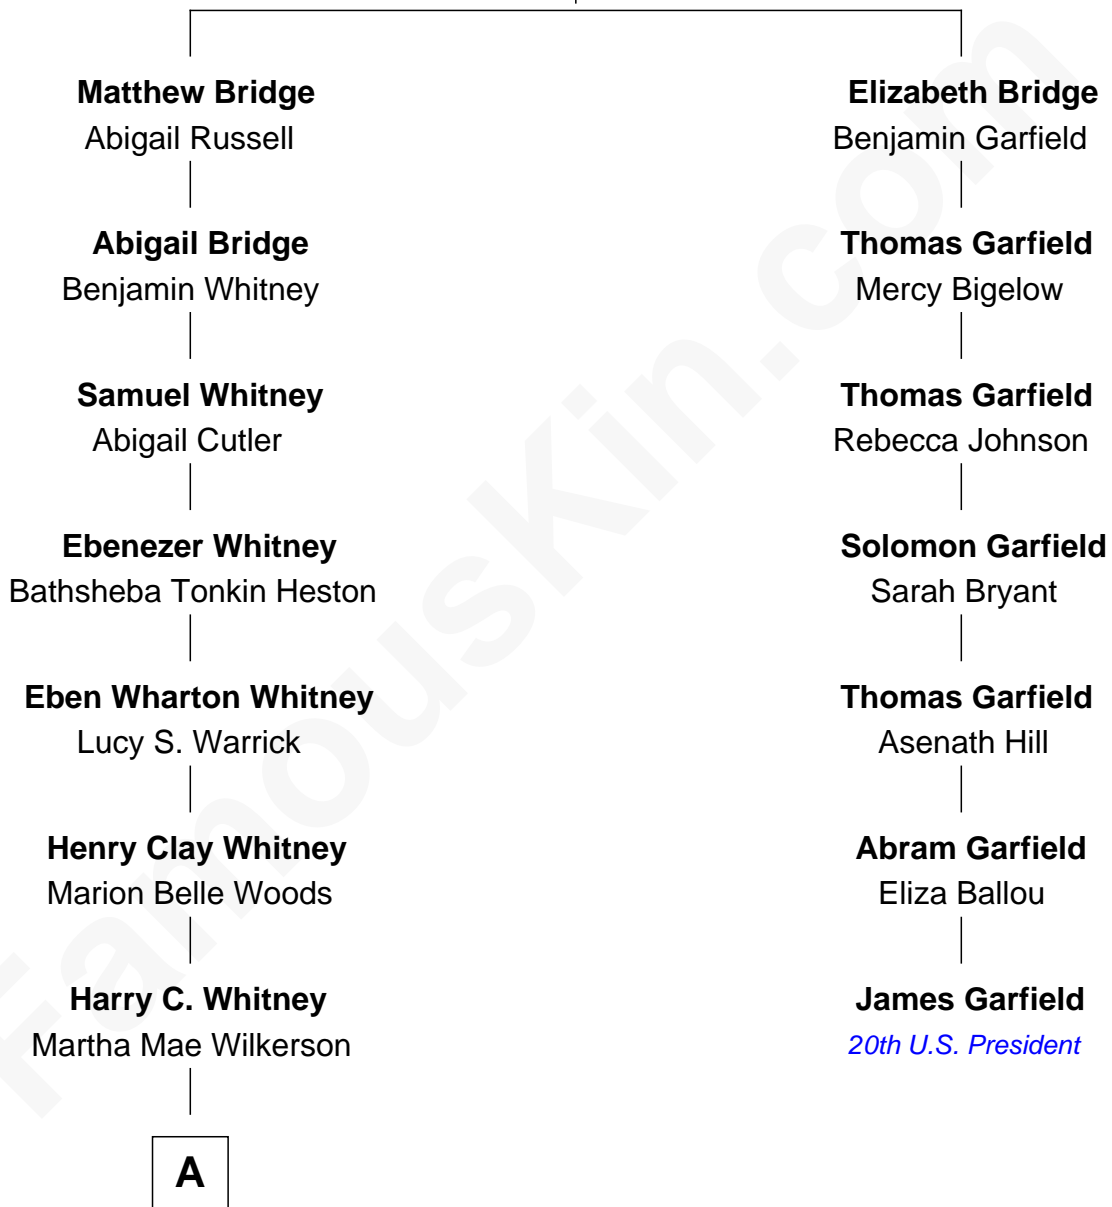 Matthew Bridge
Abigail Russell
Elizabeth Bridge
Benjamin Garfield
Abigail Bridge
Benjamin Whitney
Thomas Garfield
Mercy Bigelow
Samuel Whitney
Abigail Cutler
Thomas Garfield
Rebecca Johnson
Ebenezer Whitney
Bathsheba Tonkin Heston
Solomon Garfield
Sarah Bryant
Eben Wharton Whitney
Lucy S. Warrick
Thomas Garfield
Asenath Hill
Henry Clay Whitney
Marion Belle Woods
Abram Garfield
Eliza Ballou
Harry C. Whitney
Martha Mae Wilkerson
James Garfield
20th U.S. President
A
FamousKin.com